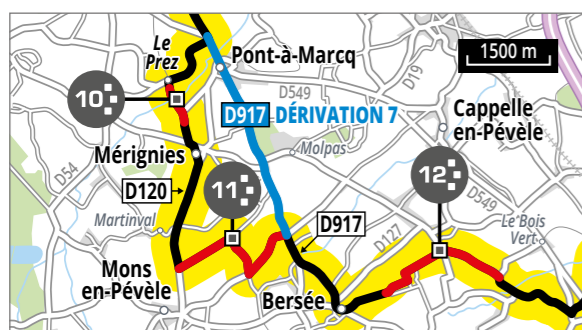 Le
Prez
Pont-à-Marcq
1500 m
D19
10
D549
D917 DÉRIVATION 7
Cappelle
en-Pévèle
Mérignies
Molpas
D54
11
12
D120
D549
D917
Martinval
D127
Le Bois
Vert
Mons
en-Pévèle
Bersée